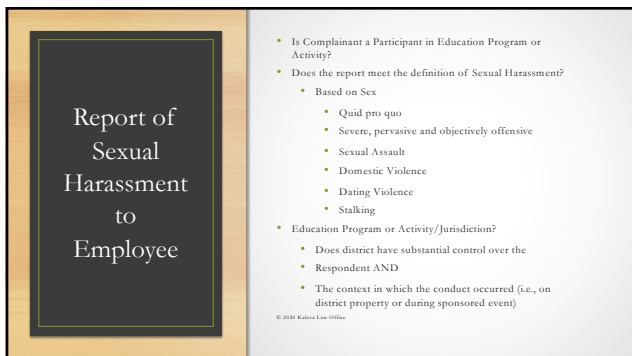 Report of
Sexual
Harassment
to
Employee
• Is Complainant a Participant in Education Program or
Activity?
• Does the report meet the definition of Sexual Harassment?
• Based on Sex
• Quid pro quo
• Severe, pervasive and objectively offensive
• Sexual Assault
• Domestic Violence
• Dating Violence
• Stalking
• Education Program or Activity/Jurisdiction?
• Does district have substantial control over the
• Respondent AND
• The context in which the conduct occurred (i.e., on
district property or during sponsored event)
© 2020 Kaleva Law Office